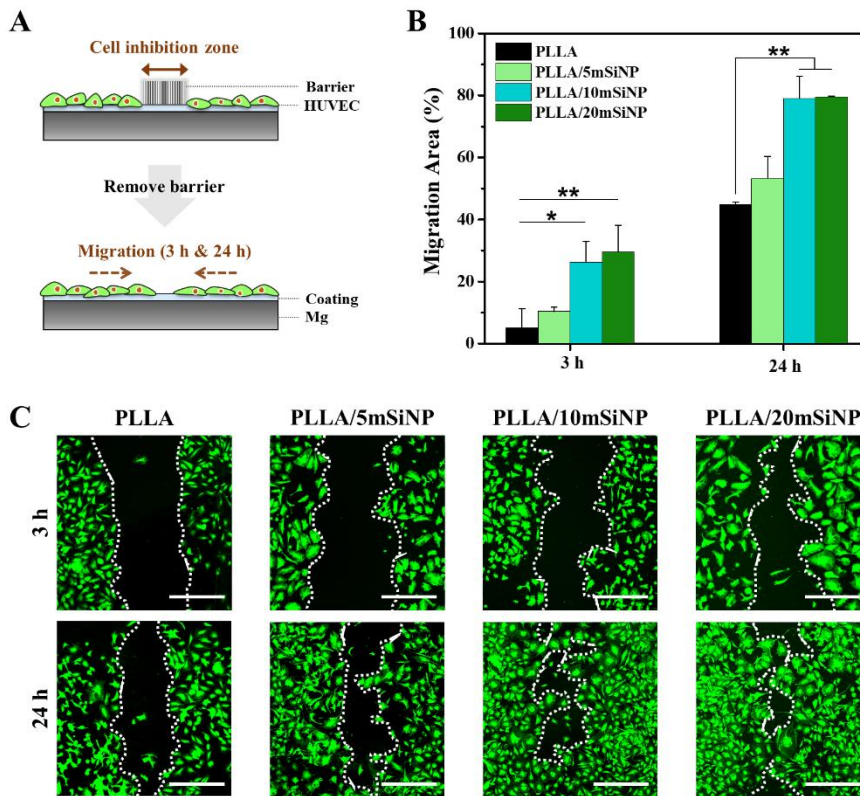 A
Cell inhibition zone
Barrier
HUVEC
Remove barrier
Migration (3 h & 24 h)
Coating
Mg
B
Migration Area (%)
100
80
60
40
20
0
PLLA
PLLA/5mSiNP
PLLA/10mSiNP
PLLA/20mSiNP
**
*
**
3 h
24 h
C
PLLA
PLLA/5mSiNP
PLLA/10mSiNP
PLLA/20mSiNP
3 h
24 h